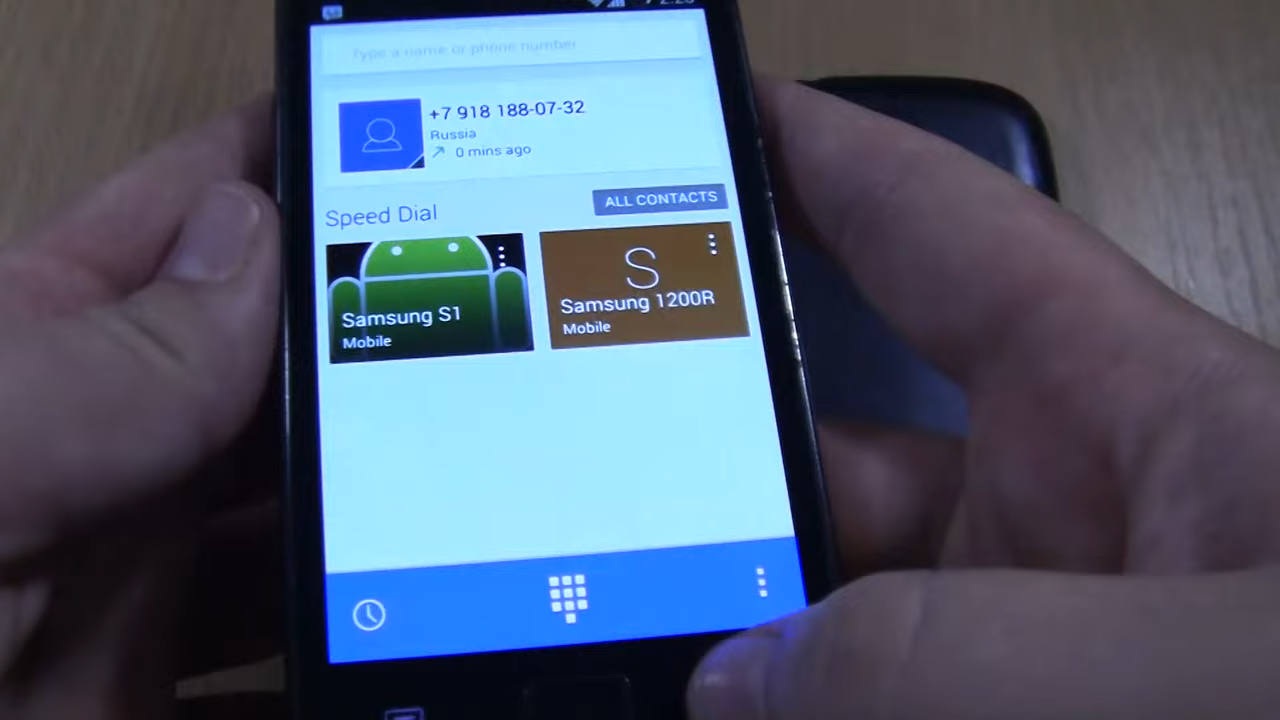 Type a name or phone number
+7 918 188-07-32
Russia
0 mins ago
Speed Dial
ALL CONTACTS
S
Samsung S1
Mobile
Samsung 1200R
Mobile